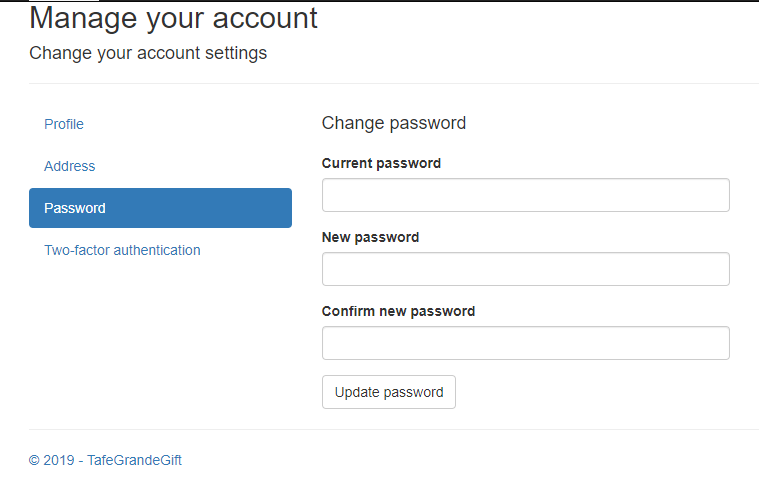 Manage your account
Change your account settings
Profile
Address
Password
Two-factor authentication
Change password
Current password
New password
Confirm new password
Update password
© 2019 - TafeGrandeGift